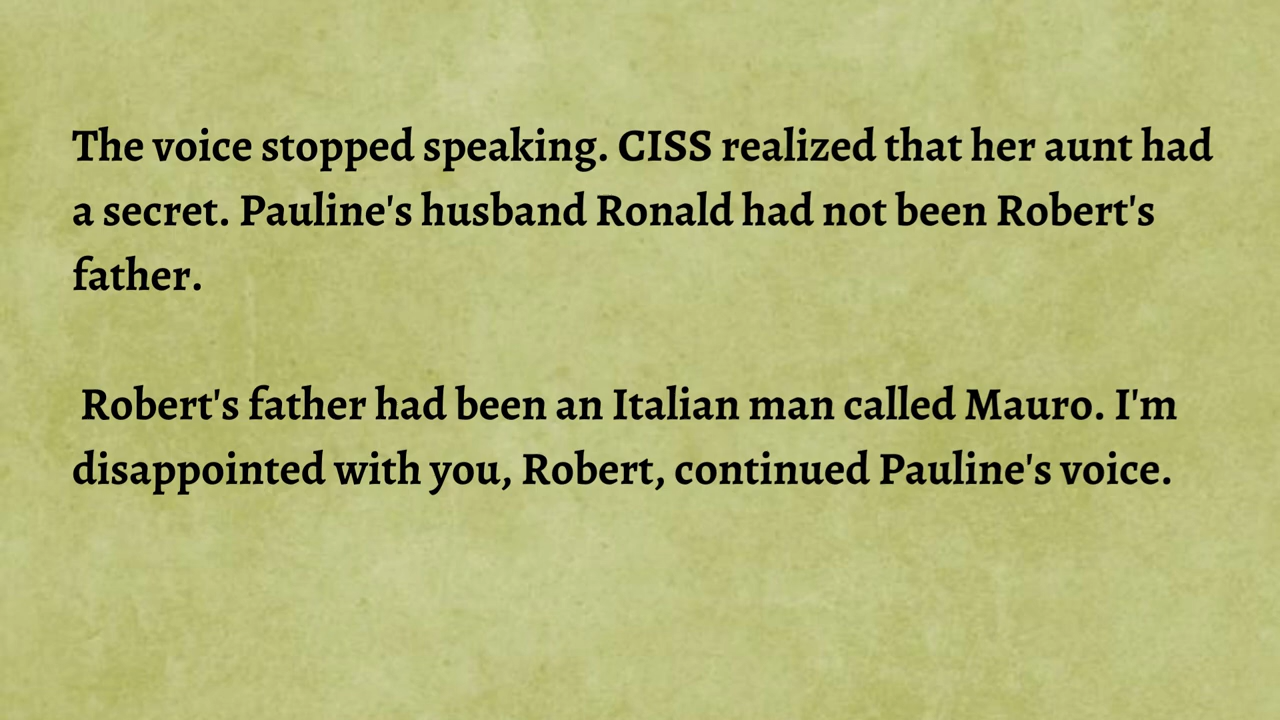 The voice stopped speaking. CISS realized that her aunt had
a secret. Pauline's husband Ronald had not been Robert's
father.
Robert's father had been an Italian man called Mauro. I'm
disappointed with you, Robert, continued Pauline's voice.